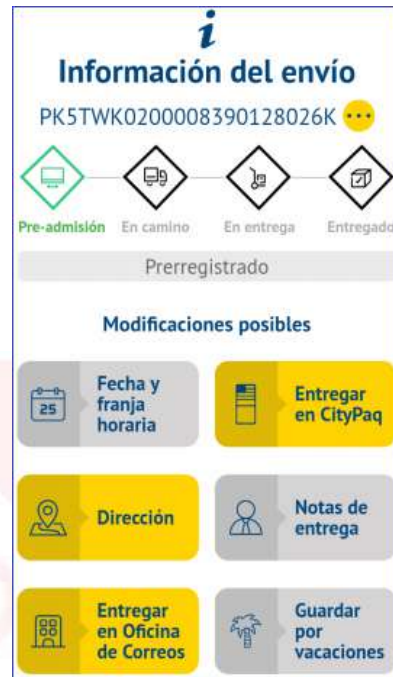 i
Información del envío
PK5TWK0200008390128026K
Pre-admisión
En camino
En entrega
Entregado
Prerregistrado
Modificaciones posibles
25
Fecha y
franja
horaria
Entregar
en CityPaq
Dirección
Notas de
entrega
Entregar
en Oficina
de Correos
Guardar
por
vacaciones